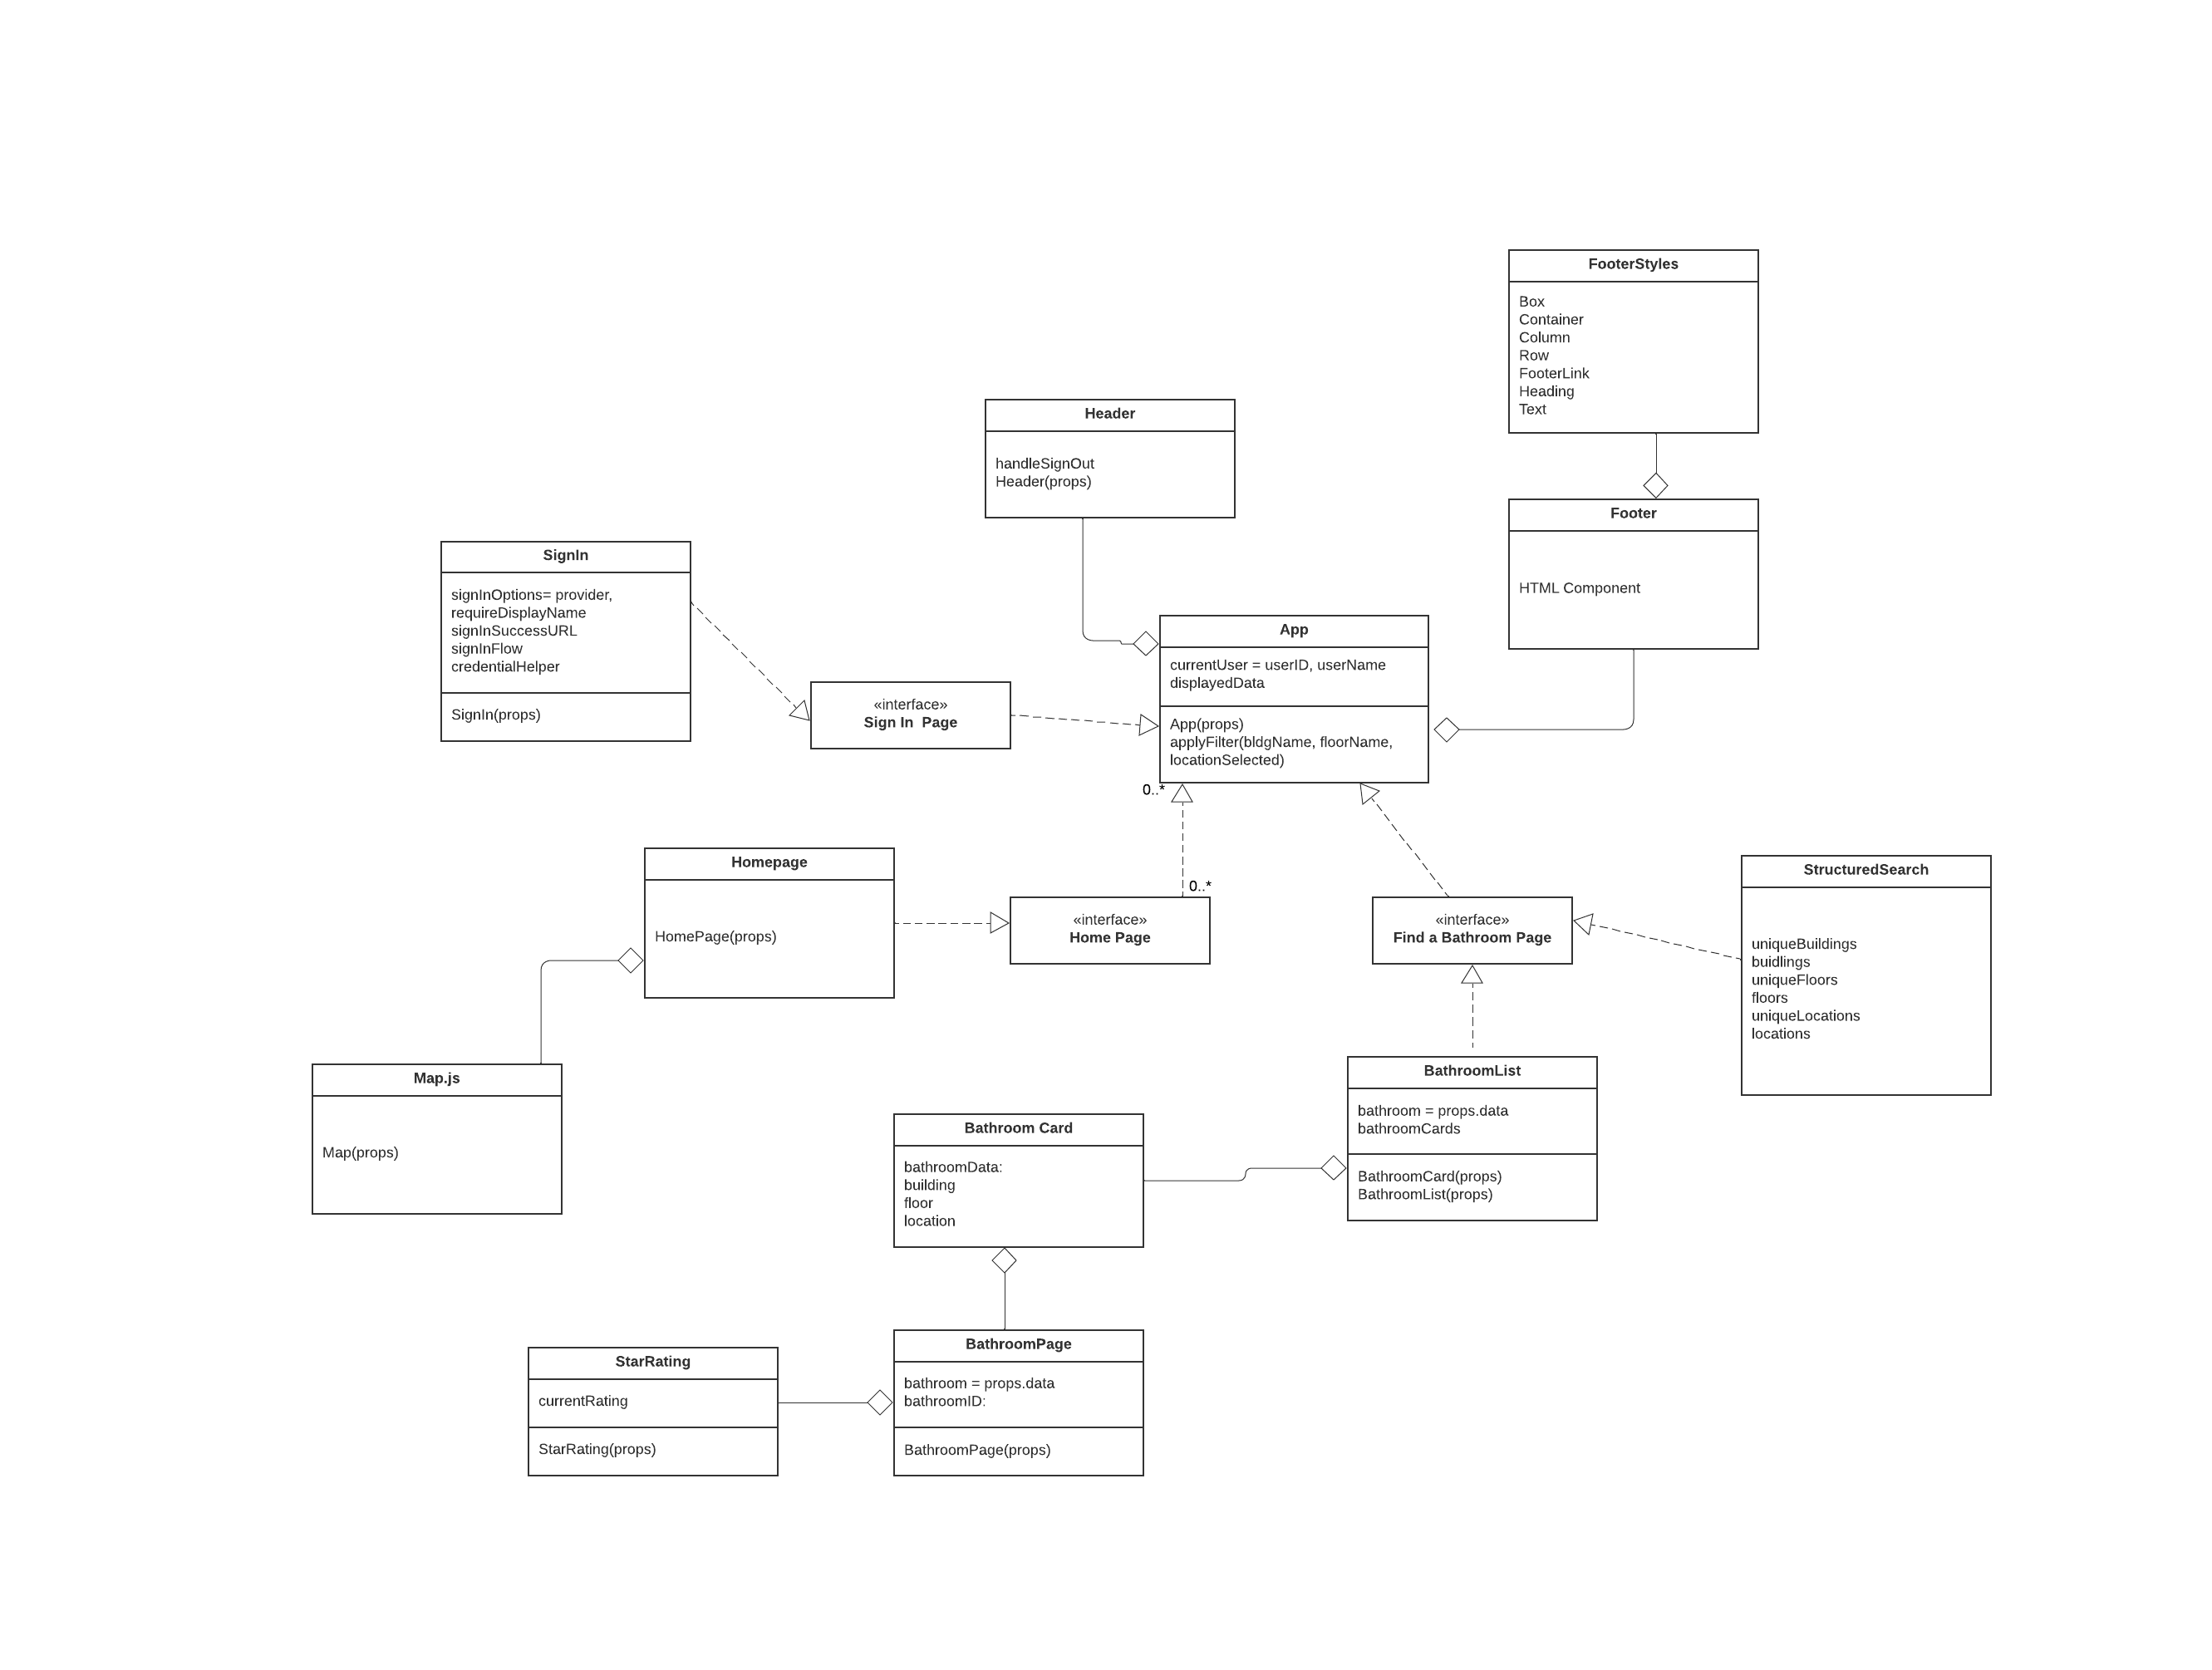 FooterStyles
Box
Container
Column
Row
FooterLink
Heading
Text
Header
handleSignOut
Header(props)
Footer
HTML Component
SignIn
signInOptions= provider,
requireDisplayName
signInSuccessURL
signInFlow
credentialHelper
SignIn(props)
«interface»
Sign In  Page
App
currentUser = userID, userName
displayedData
App(props)
applyFilter(bldgName, floorName,
locationSelected)
0..*
0..*
Homepage
HomePage(props)
«interface»
Home Page
«interface»
Find a Bathroom Page
StructuredSearch
uniqueBuildings
buidlings
uniqueFloors
floors
uniqueLocations
locations
Map.js
Map(props)
Bathroom Card
bathroomData:
building
floor
location
BathroomList
bathroom = props.data
bathroomCards
BathroomCard(props)
BathroomList(props)
StarRating
currentRating
StarRating(props)
BathroomPage
bathroom = props.data
bathroomID:
BathroomPage(props)